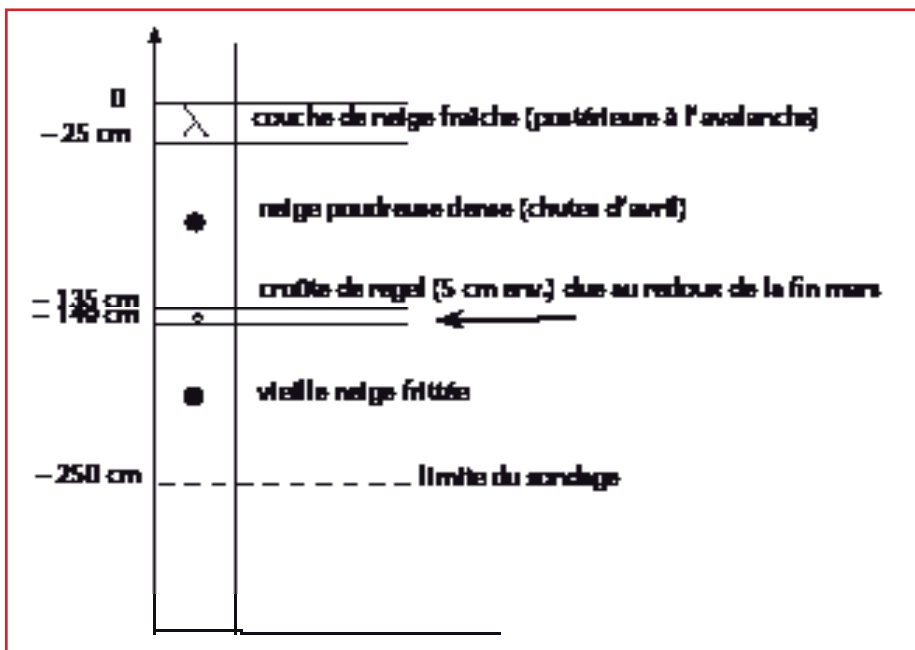 0
couche de neige fraîche (postérieure à l'avalanche)
−25 cm
neige poudreuse dense (chutes d'avril)
croûte de regel (5 cm env.) due au redoux de la fin mars
−135 cm
−140 cm
vieille neige frittée
−250 cm
limite du sondage